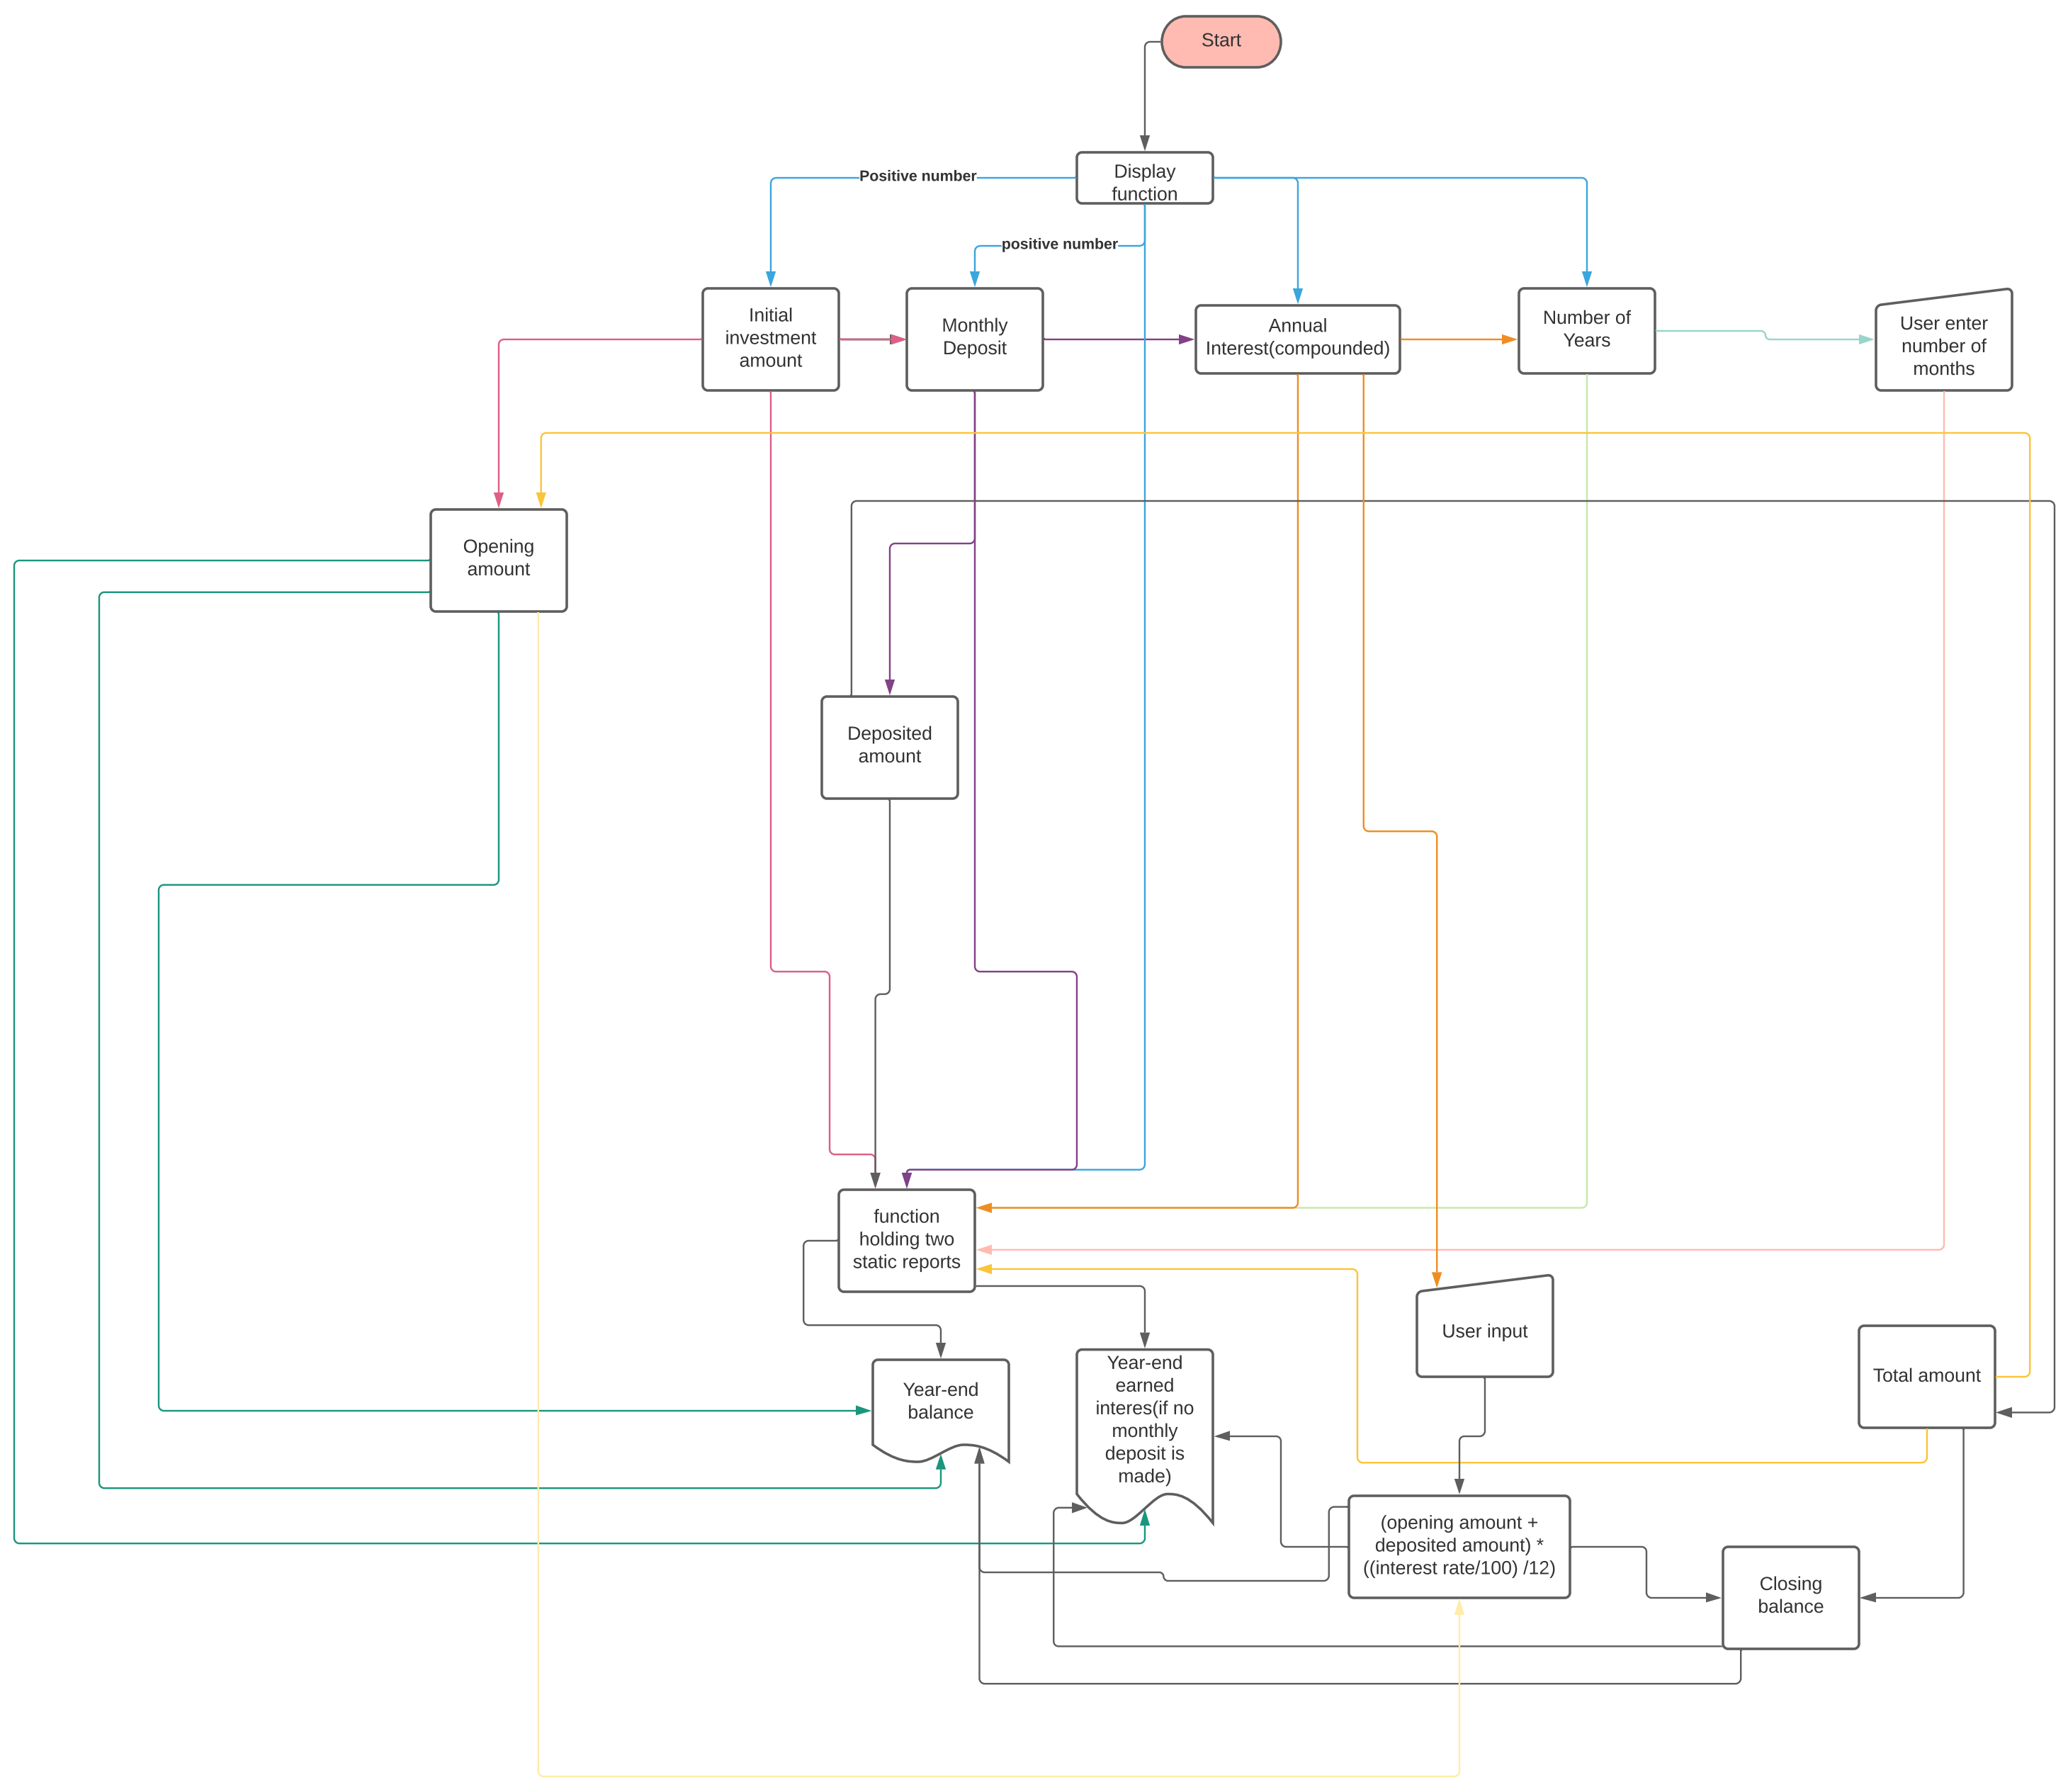 Start
Display
function
Positive number
positive number
Initial
investment
amount
Monthly
Deposit
Annual
Interest(compounded)
Number of
Years
User enter
number of
months
Opening
amount
Deposited
amount
function
holding two
static reports
User input
Total amount
Year-end
balance
Year-end
earned
interes(if no
monthly
deposit is
made)
(opening amount +
deposited amount) *
((interest rate/100) /12)
Closing
balance